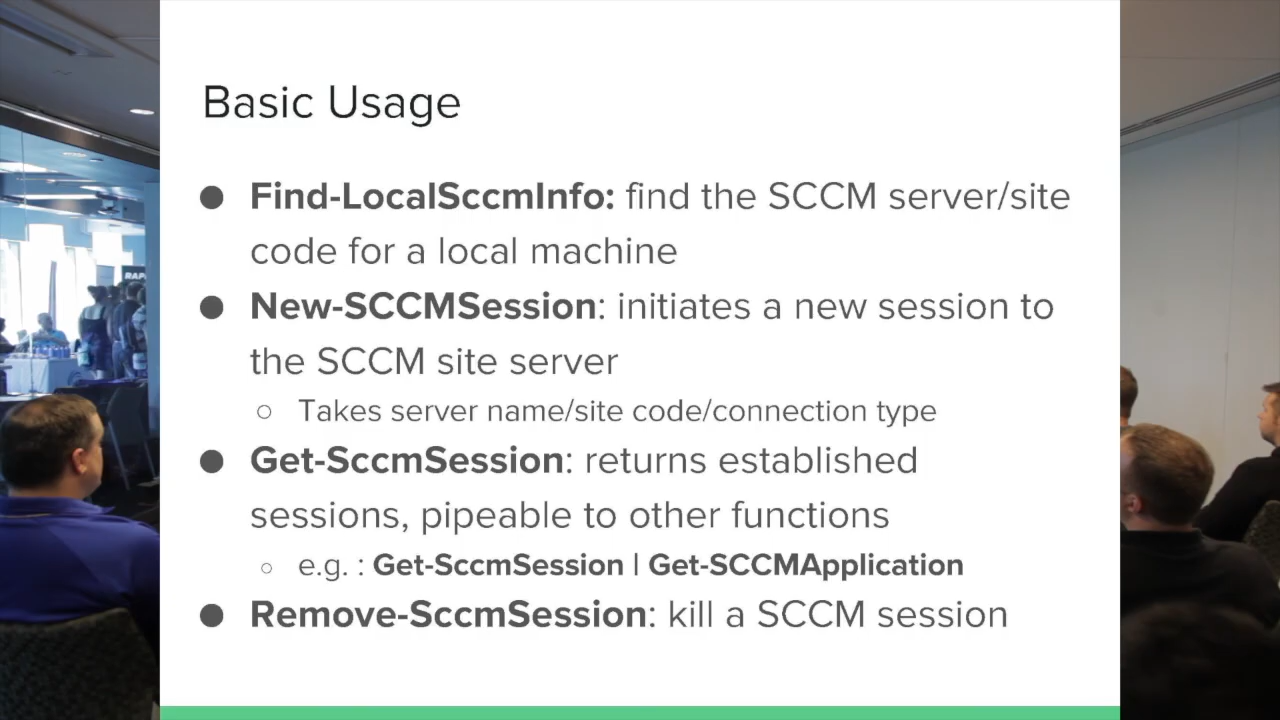 Basic Usage
● Find-LocalSccmInfo: find the SCCM server/site
code for a local machine
● New-SCCMSession: initiates a new session to
the SCCM site server
○ Takes server name/site code/connection type
● Get-SccmSession: returns established
sessions, pipeable to other functions
○ e.g. : Get-SccmSession | Get-SCCMApplication
● Remove-SccmSession: kill a SCCM session